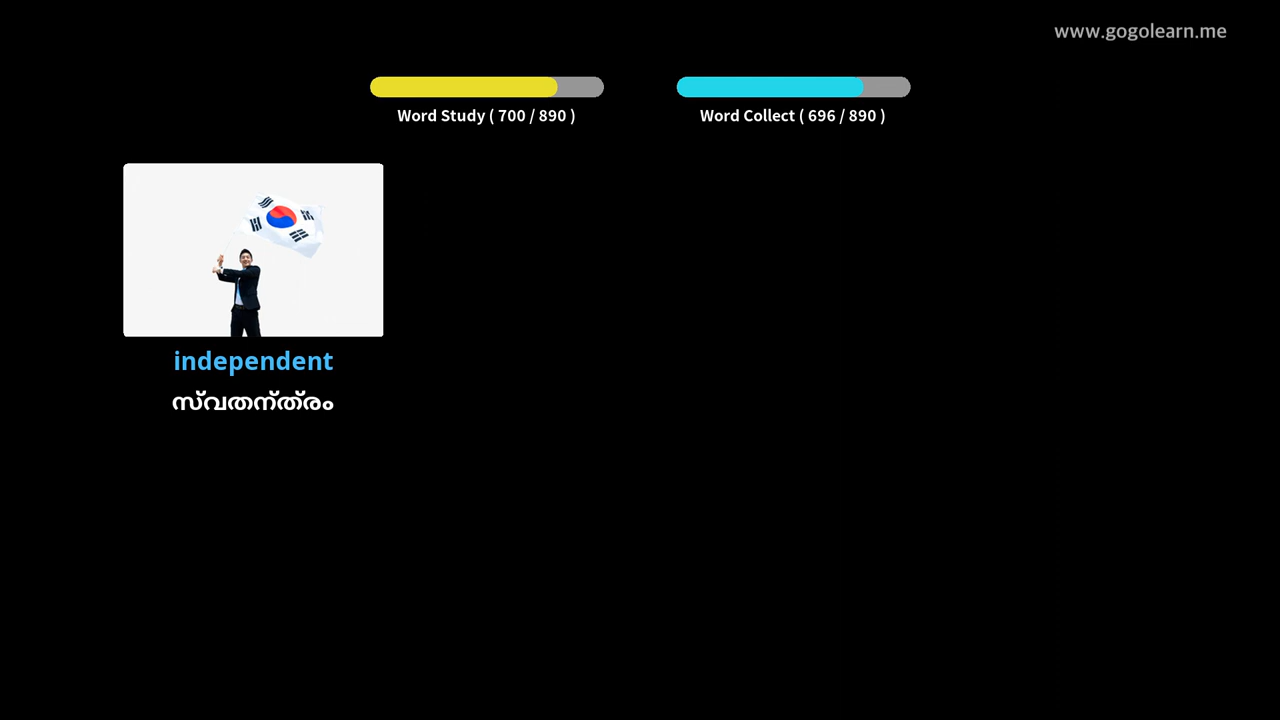 www.gogolearn.me
Word Study ( 700 / 890 )
Word Collect ( 696 / 890 )
independent
സ്വതന്ത്രം